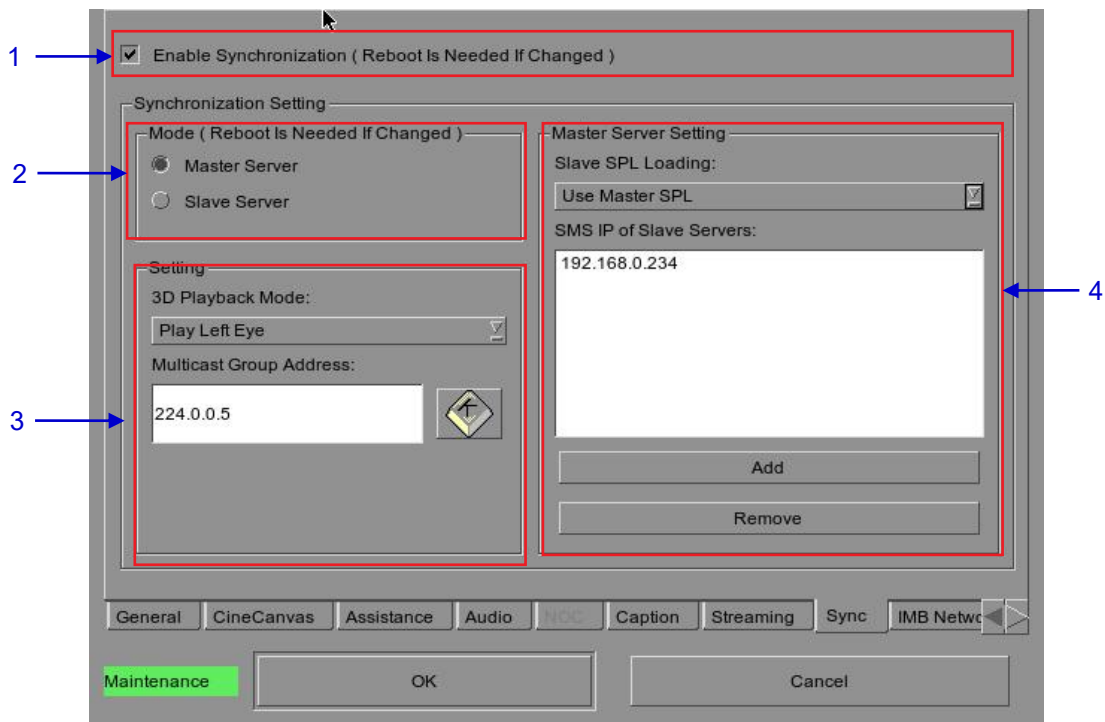 1
Enable Synchronization ( Reboot Is Needed If Changed )
Synchronization Setting
2
Mode ( Reboot Is Needed If Changed )
Master Server
Slave Server
Setting
3D Playback Mode:
Play Left Eye
Multicast Group Address:
3
224.0.0.5
Master Server Setting
Slave SPL Loading:
Use Master SPL
SMS IP of Slave Servers:
192.168.0.234
4
Add
Remove
General CineCanvas Assistance Audio NOC Caption Streaming Sync IMB Netwo
Maintenance OK Cancel